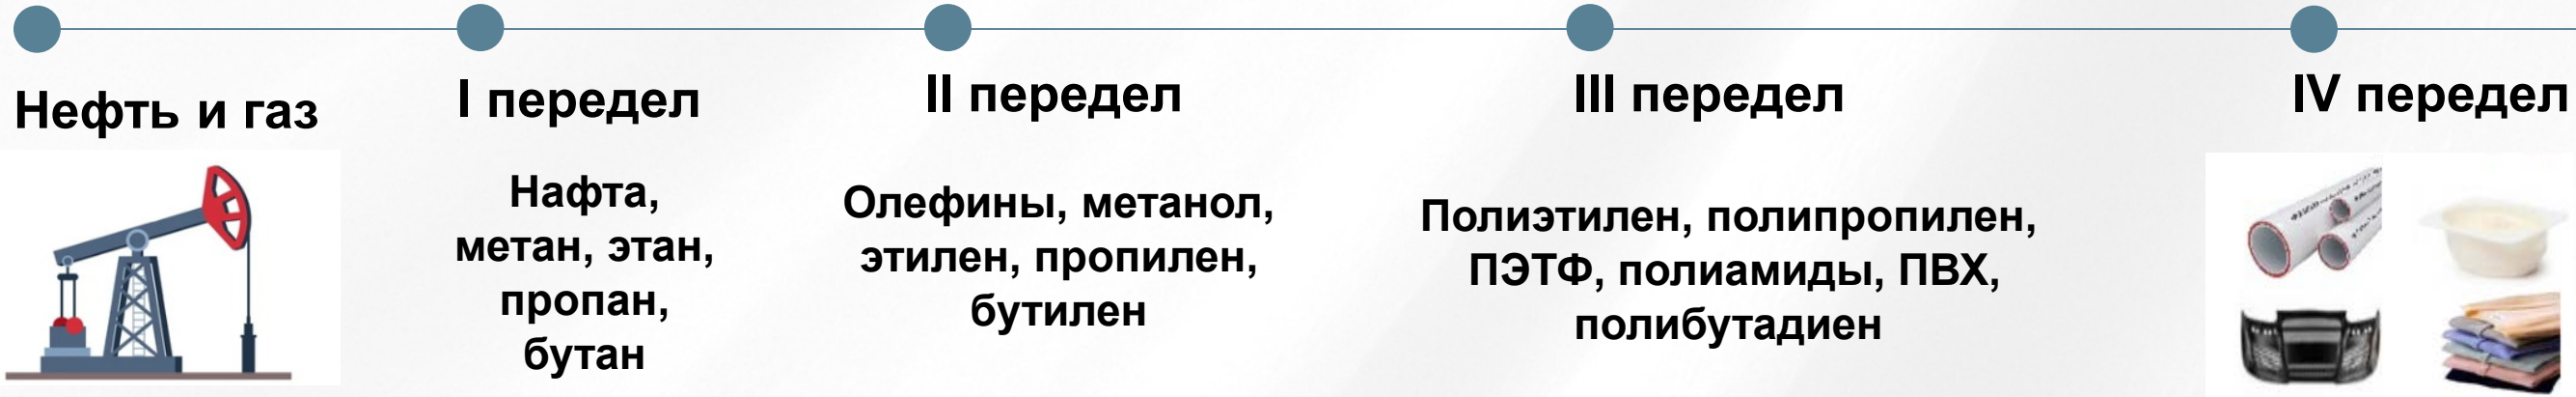 Нефть и газ
I передел
II передел
III передел
IV передел
Нафта,
метан, этан,
пропан,
бутан
Олефины, метанол,
этилен, пропилен,
бутилен
Полиэтилен, полипропилен,
ПЭТФ, полиамиды, ПВХ,
полибутадиен